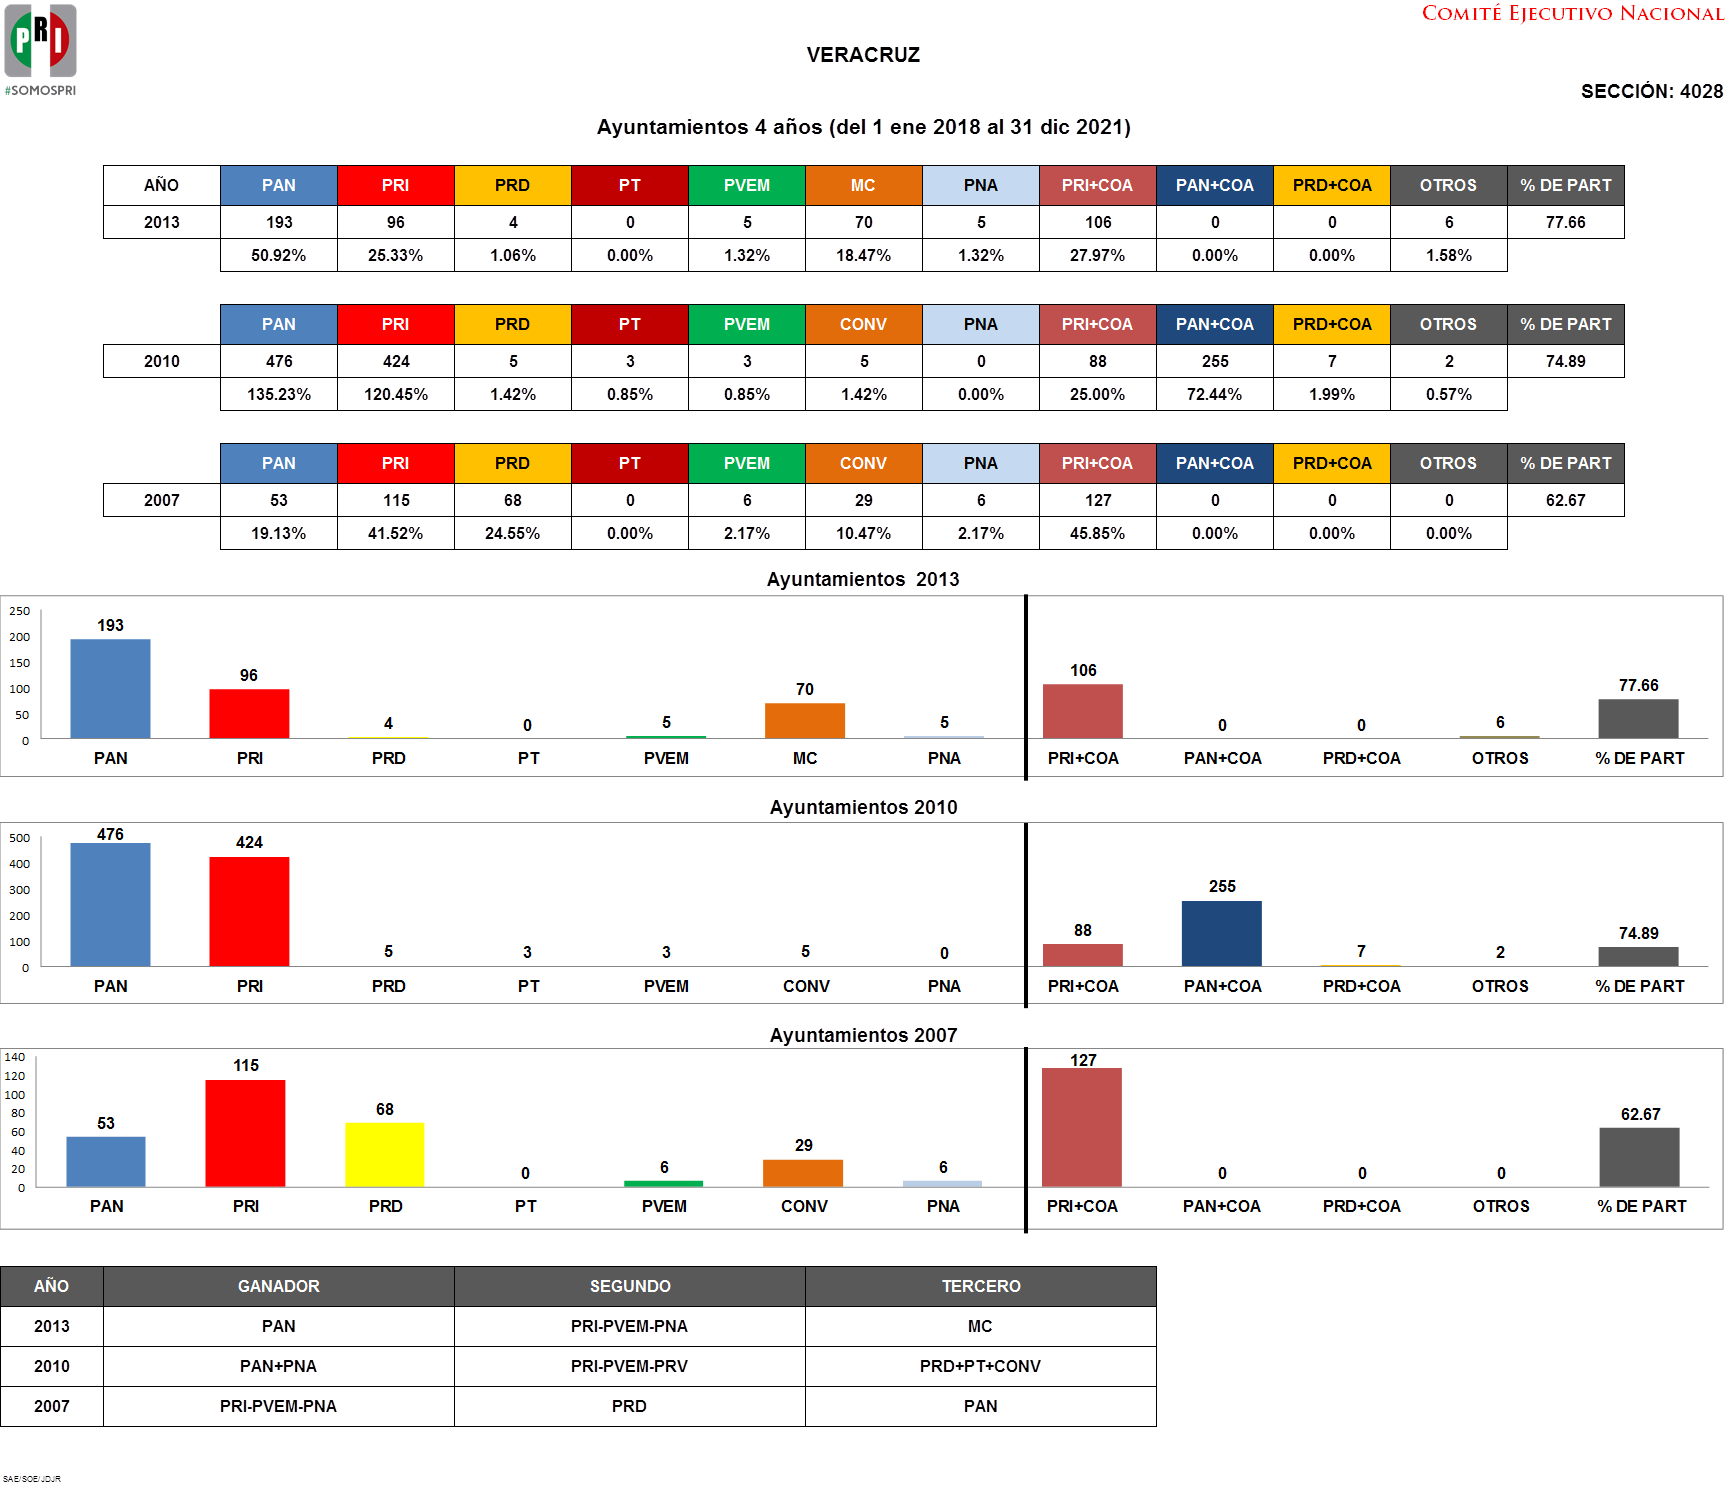 PRI
#SOMOSPRI
COMITÉ EJECUTIVO NACIONAL
VERACRUZ
SECCIÓN: 4028
Ayuntamientos 4 años (del 1 ene 2018 al 31 dic 2021)
AÑO PAN PRI PRD PT PVEM MC PNA PRI+COA PAN+COA PRD+COA OTROS % DE PART
2013 193 96 4 0 5 70 5 106 0 0 6 77.66
50.92% 25.33% 1.06% 0.00% 1.32% 18.47% 1.32% 27.97% 0.00% 0.00% 1.58%
PAN PRI PRD PT PVEM CONV PNA PRI+COA PAN+COA PRD+COA OTROS % DE PART
2010 476 424 5 3 3 5 0 88 255 7 2 74.89
135.23% 120.45% 1.42% 0.85% 0.85% 1.42% 0.00% 25.00% 72.44% 1.99% 0.57%
PAN PRI PRD PT PVEM CONV PNA PRI+COA PAN+COA PRD+COA OTROS % DE PART
2007 53 115 68 0 6 29 6 127 0 0 0 62.67
19.13% 41.52% 24.55% 0.00% 2.17% 10.47% 2.17% 45.85% 0.00% 0.00% 0.00%
Ayuntamientos 2013
250
200
150
100
50
0
193 96 4 0 5 70 5 106 0 0 6 77.66
PAN PRI PRD PT PVEM MC PNA PRI+COA PAN+COA PRD+COA OTROS % DE PART
Ayuntamientos 2010
500
400
300
200
100
0
476 424 5 3 3 5 0 88 255 7 2 74.89
PAN PRI PRD PT PVEM CONV PNA PRI+COA PAN+COA PRD+COA OTROS % DE PART
Ayuntamientos 2007
140
120
100
80
60
40
20
0
53 115 68 0 6 29 6 127 0 0 0 62.67
PAN PRI PRD PT PVEM CONV PNA PRI+COA PAN+COA PRD+COA OTROS % DE PART
AÑO GANADOR SEGUNDO TERCERO
2013 PAN PRI-PVEM-PNA MC
2010 PAN+PNA PRI-PVEM-PRV PRD+PT+CONV
2007 PRI-PVEM-PNA PRD PAN
SAE/SOE/JDJR